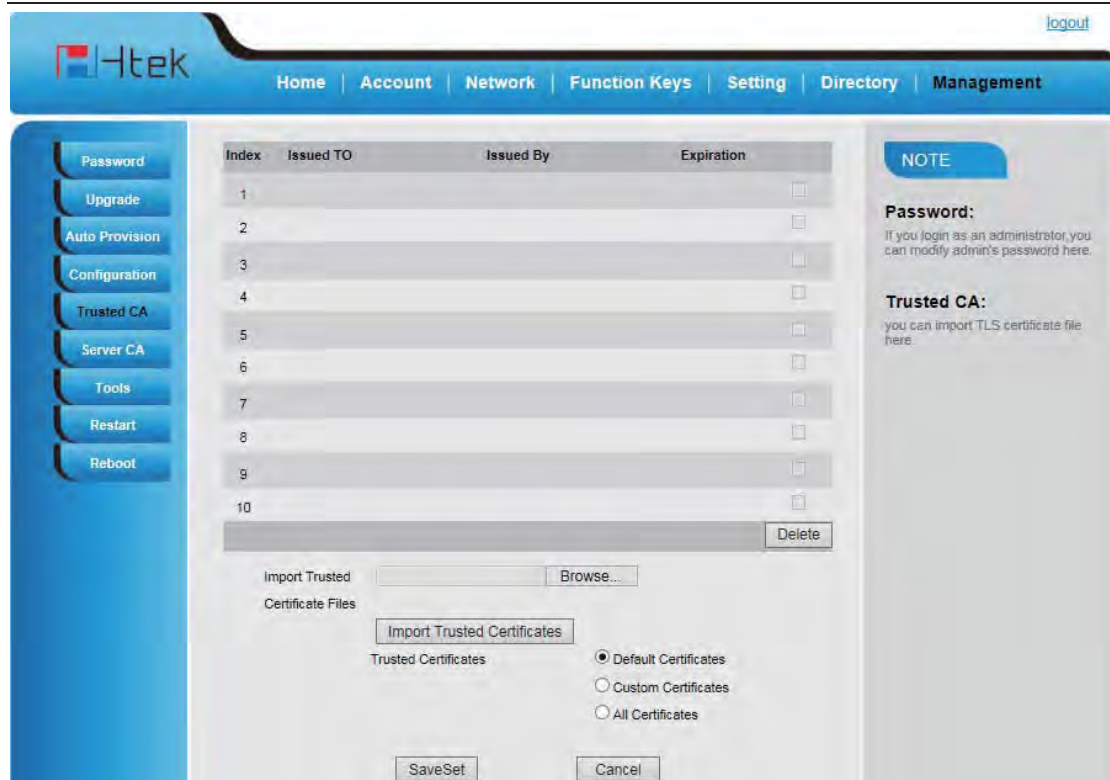 logout
Htek
Home | Account | Network | Function Keys | Setting | Directory | Management
Password
Upgrade
Auto Provision
Configuration
Trusted CA
Server CA
Tools
Restart
Reboot
Index Issued TO Issued By Expiration
1
2
3
4
5
6
7
8
9
10
Delete
Import Trusted Browse...
Certificate Files
Import Trusted Certificates
Trusted Certificates Default Certificates
Custom Certificates
All Certificates
SaveSet Cancel
NOTE
Password:
If you login as an administrator,you
can modify admin's password here.
Trusted CA:
you can import TLS certificate file
here.